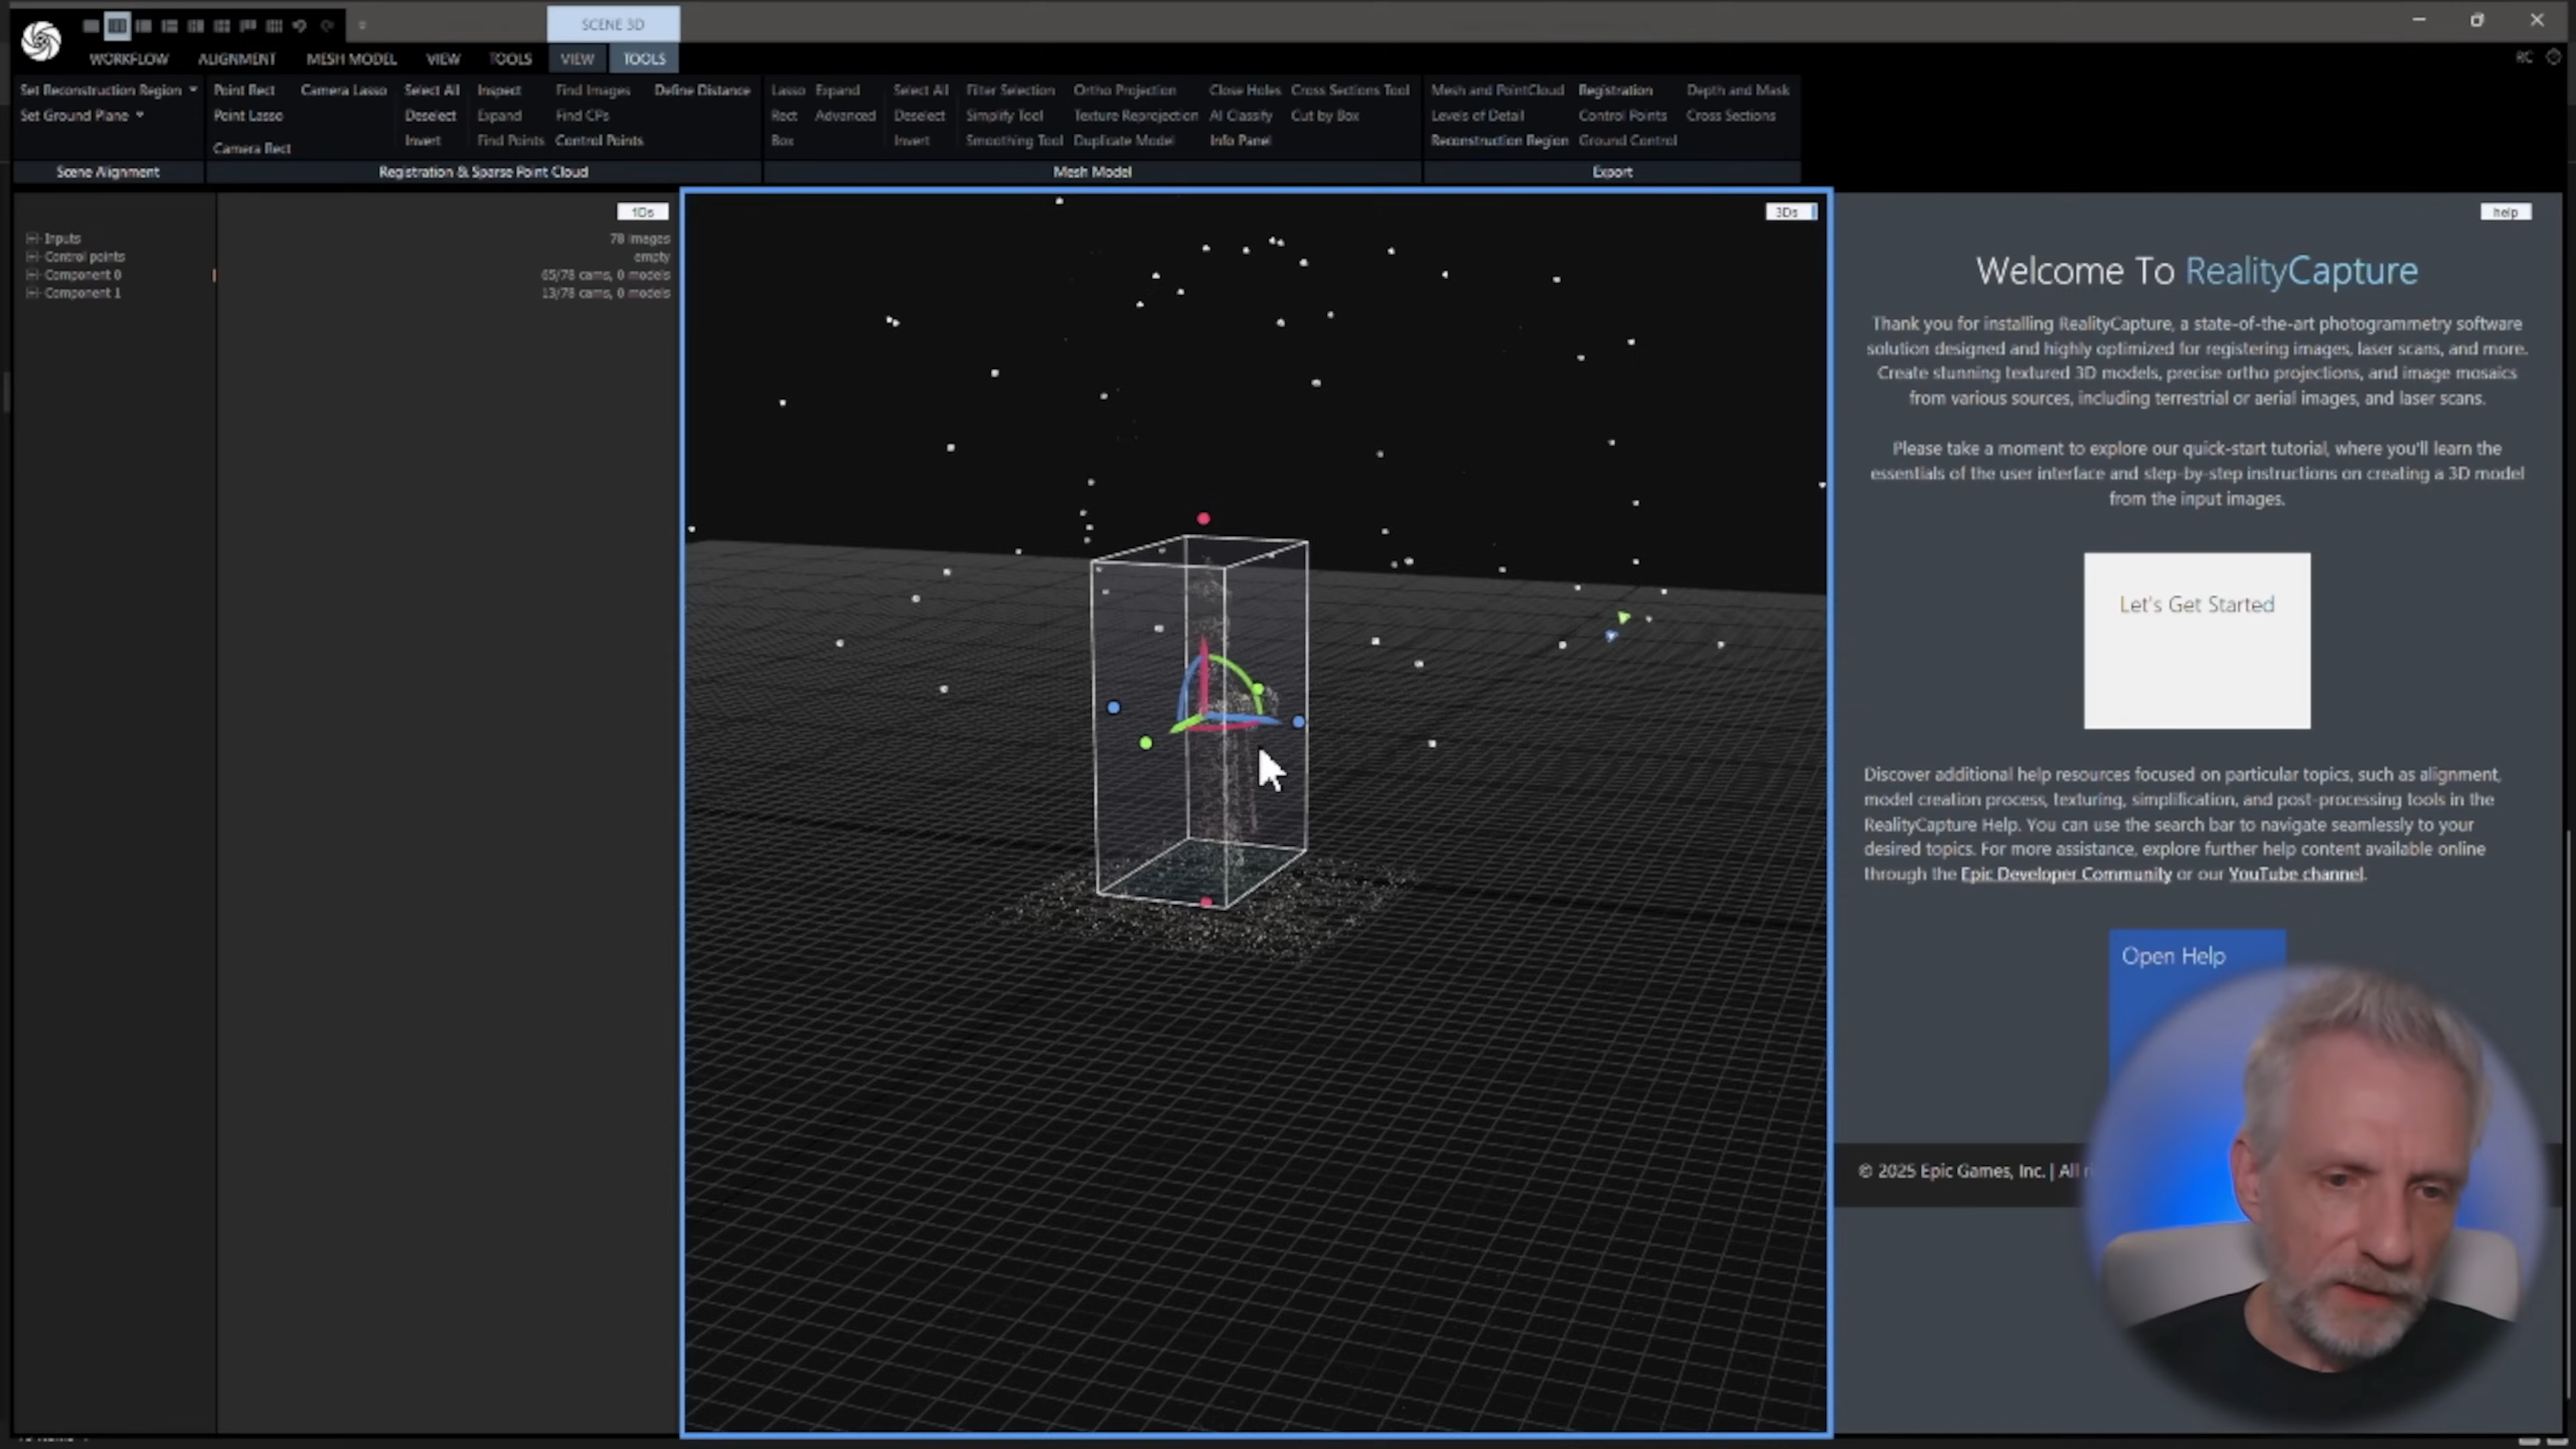 SCENE 3D
RC
WORKFLOW ALIGNMENT MESH MODEL VIEW TOOLS VIEW TOOLS
Set Reconstruction Region Point Rect Camera Lasso Select All Inspect Find Images Define Distance Lasso Expand Select All Filter Selection Ortho Projection Close Holes Cross Sections Tool Mesh and PointCloud Registration Depth and Mask
Set Ground Plane Point Lasso Deselect Expand Find CPs Rect Advanced Deselect Simplify Tool Texture Reprojection AI Classify Cut by Box Levels of Detail Control Points Cross Sections
Camera Rect Invert Find Points Control Points Box Invert Smoothing Tool Duplicate Model Info Panel Reconstruction Region Ground Control
Scene Alignment Registration & Sparse Point Cloud Mesh Model Export
1Ds
3Ds
help
Inputs 78 images
Control points empty
Component 0 65/78 cams, 0 models
Component 1 13/78 cams, 0 models
Welcome To RealityCapture
Thank you for installing RealityCapture, a state-of-the-art photogrammetry software
solution designed and highly optimized for registering images, laser scans, and more.
Create stunning textured 3D models, precise ortho projections, and image mosaics
from various sources, including terrestrial or aerial images, and laser scans.
Please take a moment to explore our quick-start tutorial, where you'll learn the
essentials of the user interface and step-by-step instructions on creating a 3D model
from the input images.
Let's Get Started
Discover additional help resources focused on particular topics, such as alignment,
model creation process, texturing, simplification, and post-processing tools in the
RealityCapture Help. You can use the search bar to navigate seamlessly to your
desired topics. For more assistance, explore further help content available online
through the Epic Developer Community or our YouTube channel.
Open Help
© 2025 Epic Games, Inc. | All